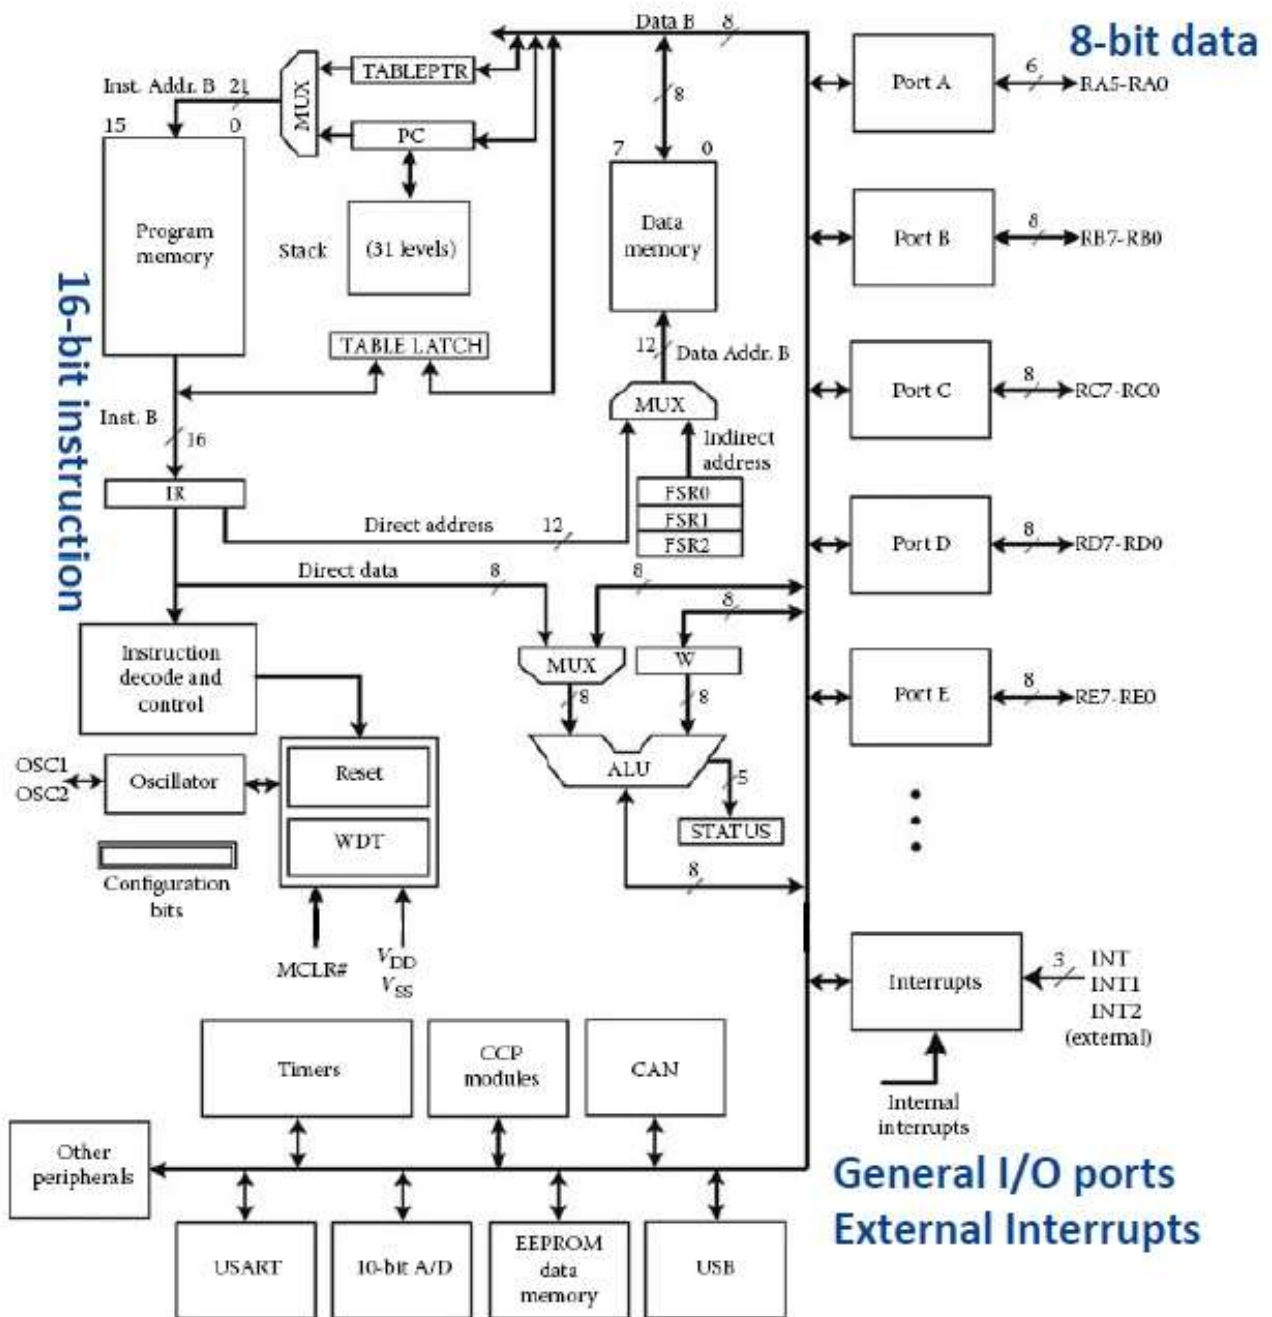 Data B
8
8-bit data
TABLEPTR
Inst. Addr. B
21
MUX
PC
15
0
Program
memory
Stack
(31 levels)
8
7
0
Data
memory
Port A
6
RA5-RA0
Port B
8
RB7-RB0
16-bit instruction
TABLE LATCH
12
Data Addr. B
MUX
Port C
8
RC7-RC0
Inst. B
16
Indirect
address
IR
FSR0
FSR1
FSR2
Direct address
12
Port D
8
RD7-RD0
Direct data
8
8
8
Instruction
decode and
control
MUX
W
8
8
Port E
8
RE7-RE0
ALU
5
STATUS
8
OSC1
OSC2
Oscillator
Reset
WDT
Configuration
bits
MCLR#
VDD
VSS
Interrupts
3
INT
INT1
INT2
(external)
Internal
interrupts
Timers
CCP
modules
CAN
Other
peripherals
General I/O ports
External Interrupts
USART
10-bit A/D
EEPROM
data
memory
USB